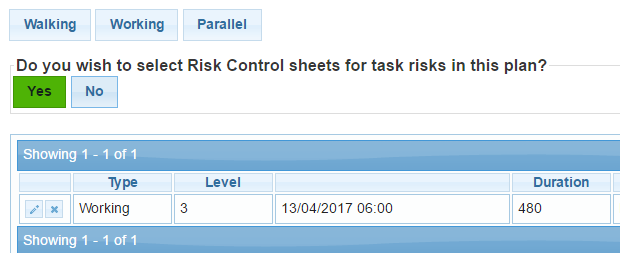 Walking Working Parallel
Do you wish to select Risk Control sheets for task risks in this plan?
Yes No
Showing 1 - 1 of 1
Type Level Duration
Working 3 13/04/2017 06:00 480
Showing 1 - 1 of 1